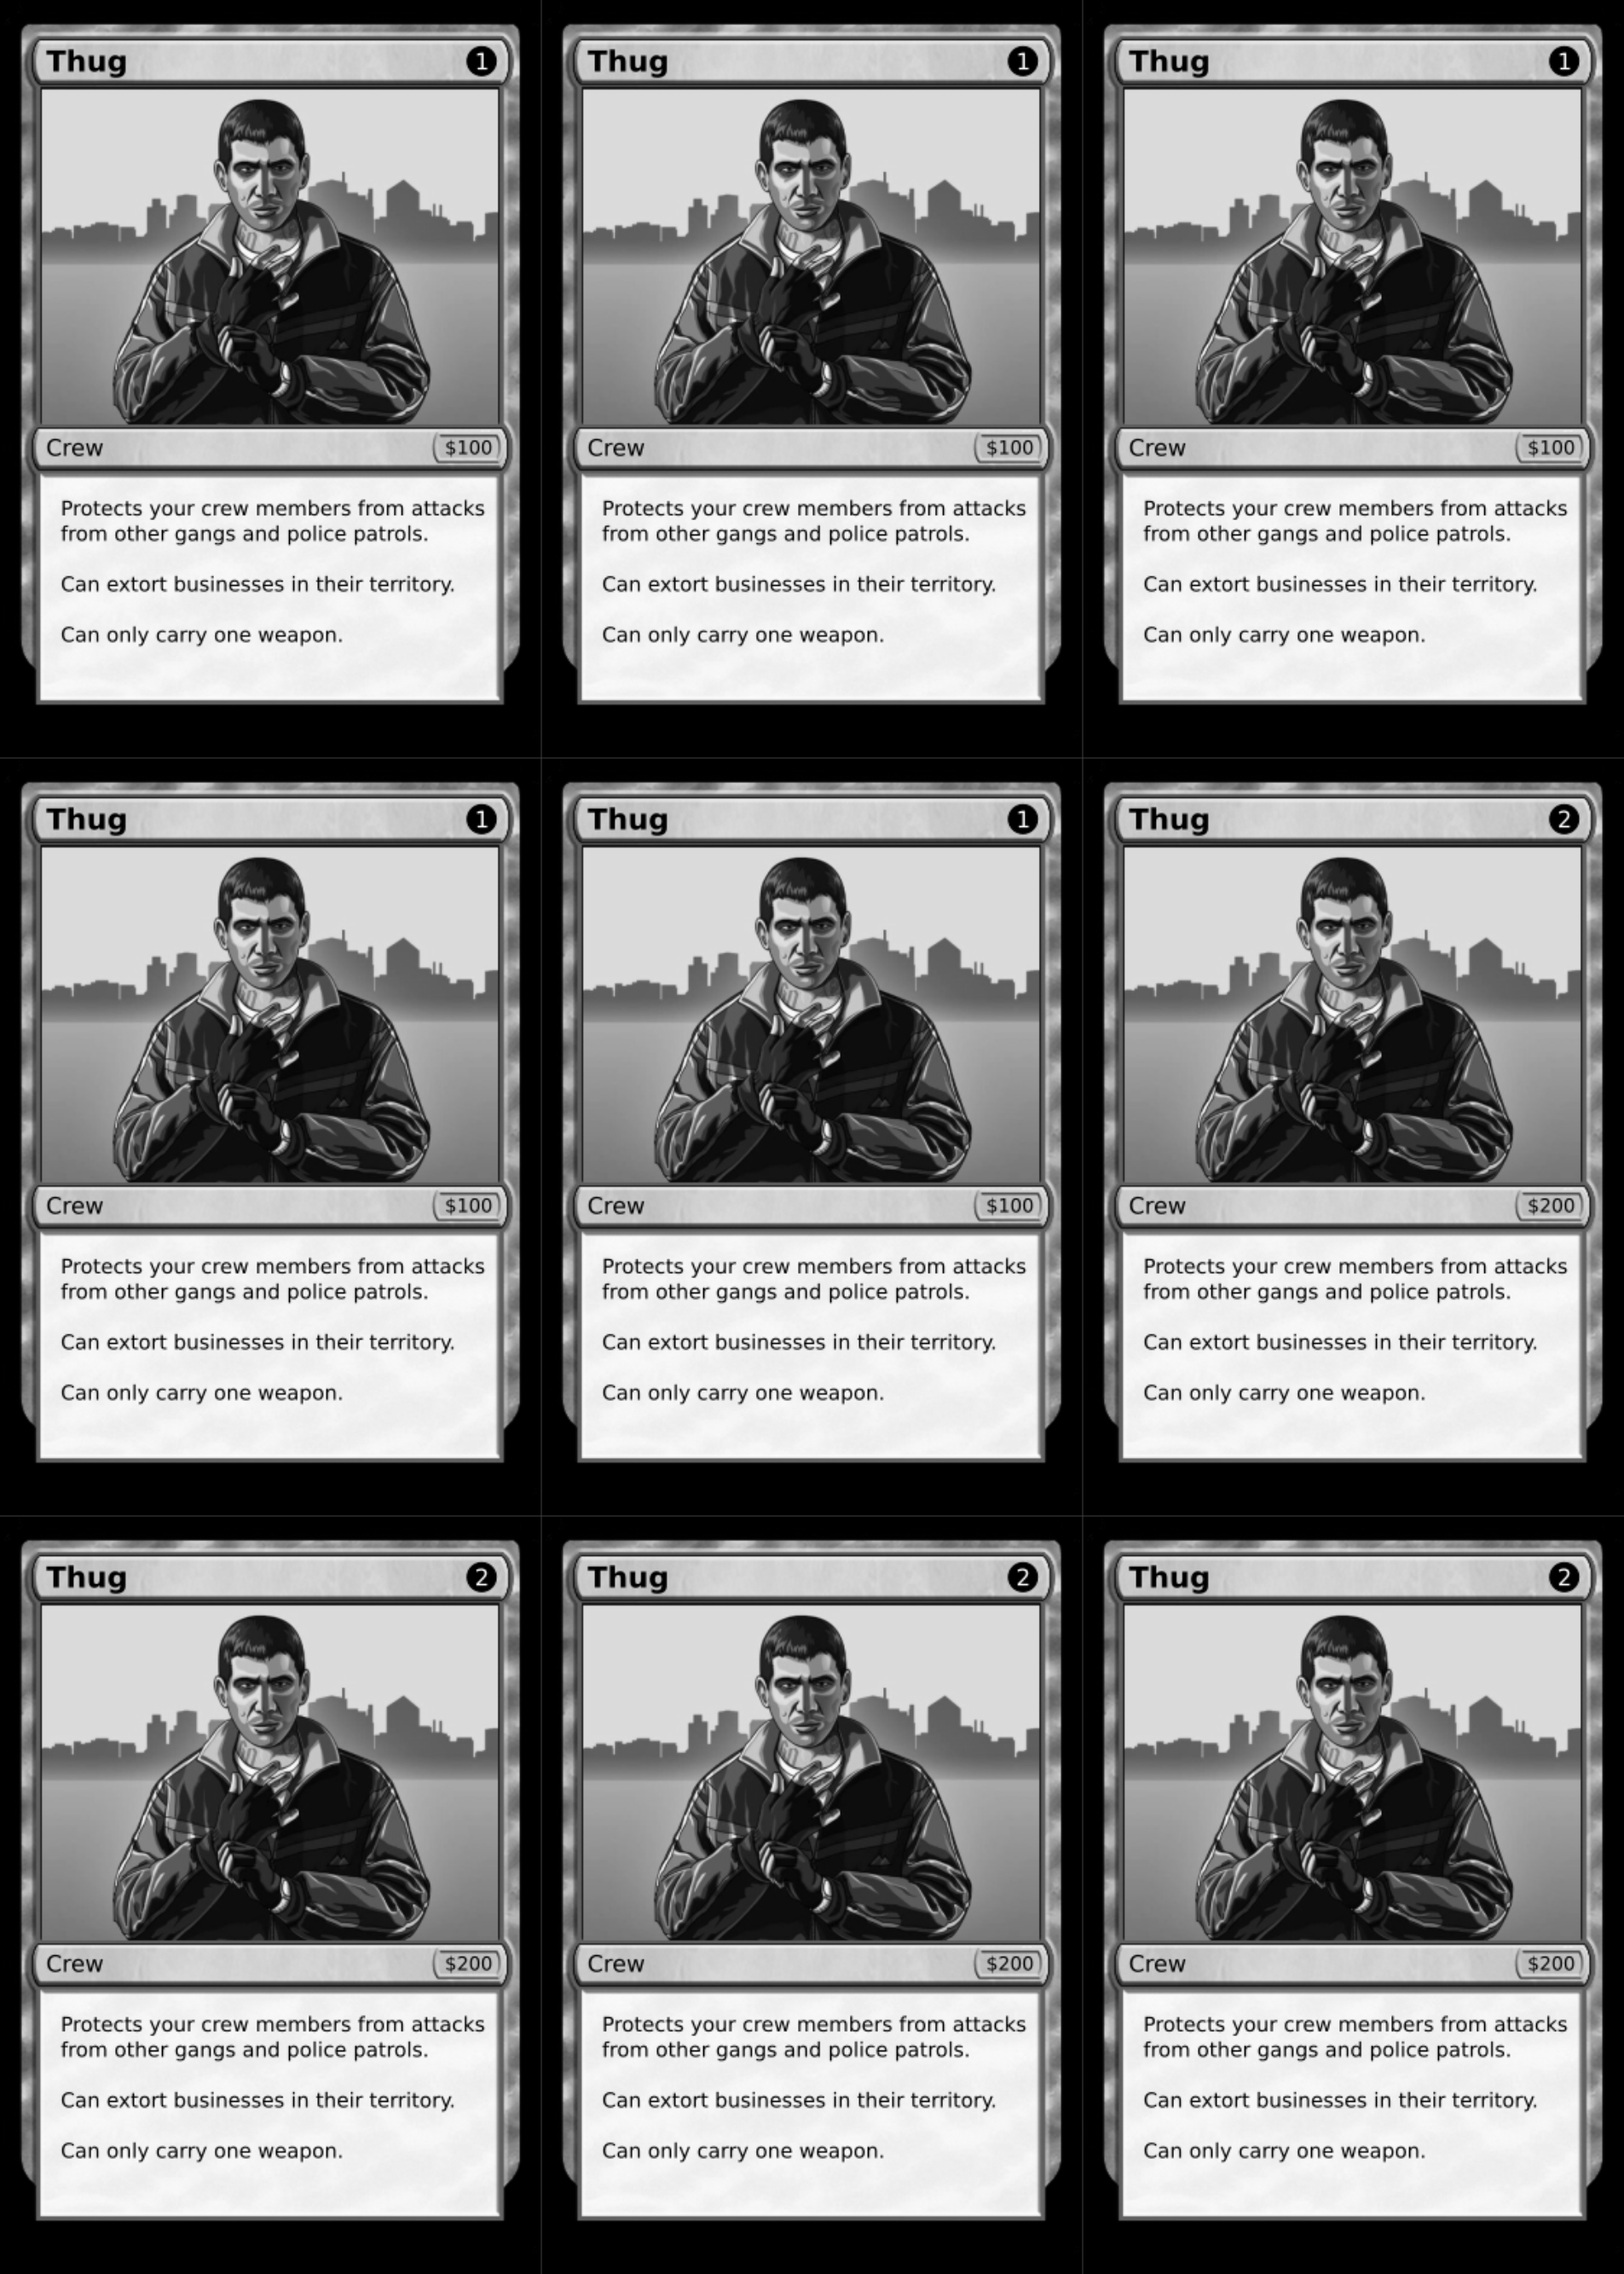 Thug 1
Crew $100
Protects your crew members from attacks
from other gangs and police patrols.
Can extort businesses in their territory.
Can only carry one weapon.
Thug 1
Crew $100
Protects your crew members from attacks
from other gangs and police patrols.
Can extort businesses in their territory.
Can only carry one weapon.
Thug 1
Crew $100
Protects your crew members from attacks
from other gangs and police patrols.
Can extort businesses in their territory.
Can only carry one weapon.
Thug 1
Crew $100
Protects your crew members from attacks
from other gangs and police patrols.
Can extort businesses in their territory.
Can only carry one weapon.
Thug 1
Crew $100
Protects your crew members from attacks
from other gangs and police patrols.
Can extort businesses in their territory.
Can only carry one weapon.
Thug 2
Crew $200
Protects your crew members from attacks
from other gangs and police patrols.
Can extort businesses in their territory.
Can only carry one weapon.
Thug 2
Crew $200
Protects your crew members from attacks
from other gangs and police patrols.
Can extort businesses in their territory.
Can only carry one weapon.
Thug 2
Crew $200
Protects your crew members from attacks
from other gangs and police patrols.
Can extort businesses in their territory.
Can only carry one weapon.
Thug 2
Crew $200
Protects your crew members from attacks
from other gangs and police patrols.
Can extort businesses in their territory.
Can only carry one weapon.